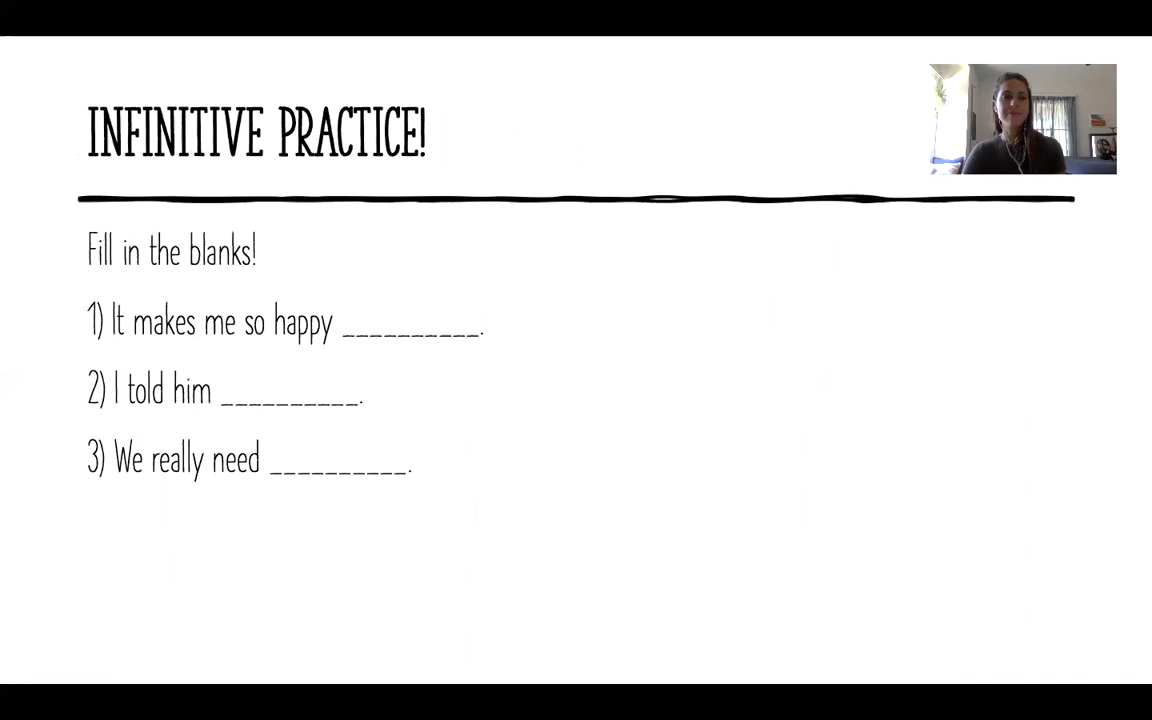 INFINITIVE PRACTICE!
Fill in the blanks!
1) It makes me so happy __________.
2) I told him __________.
3) We really need __________.